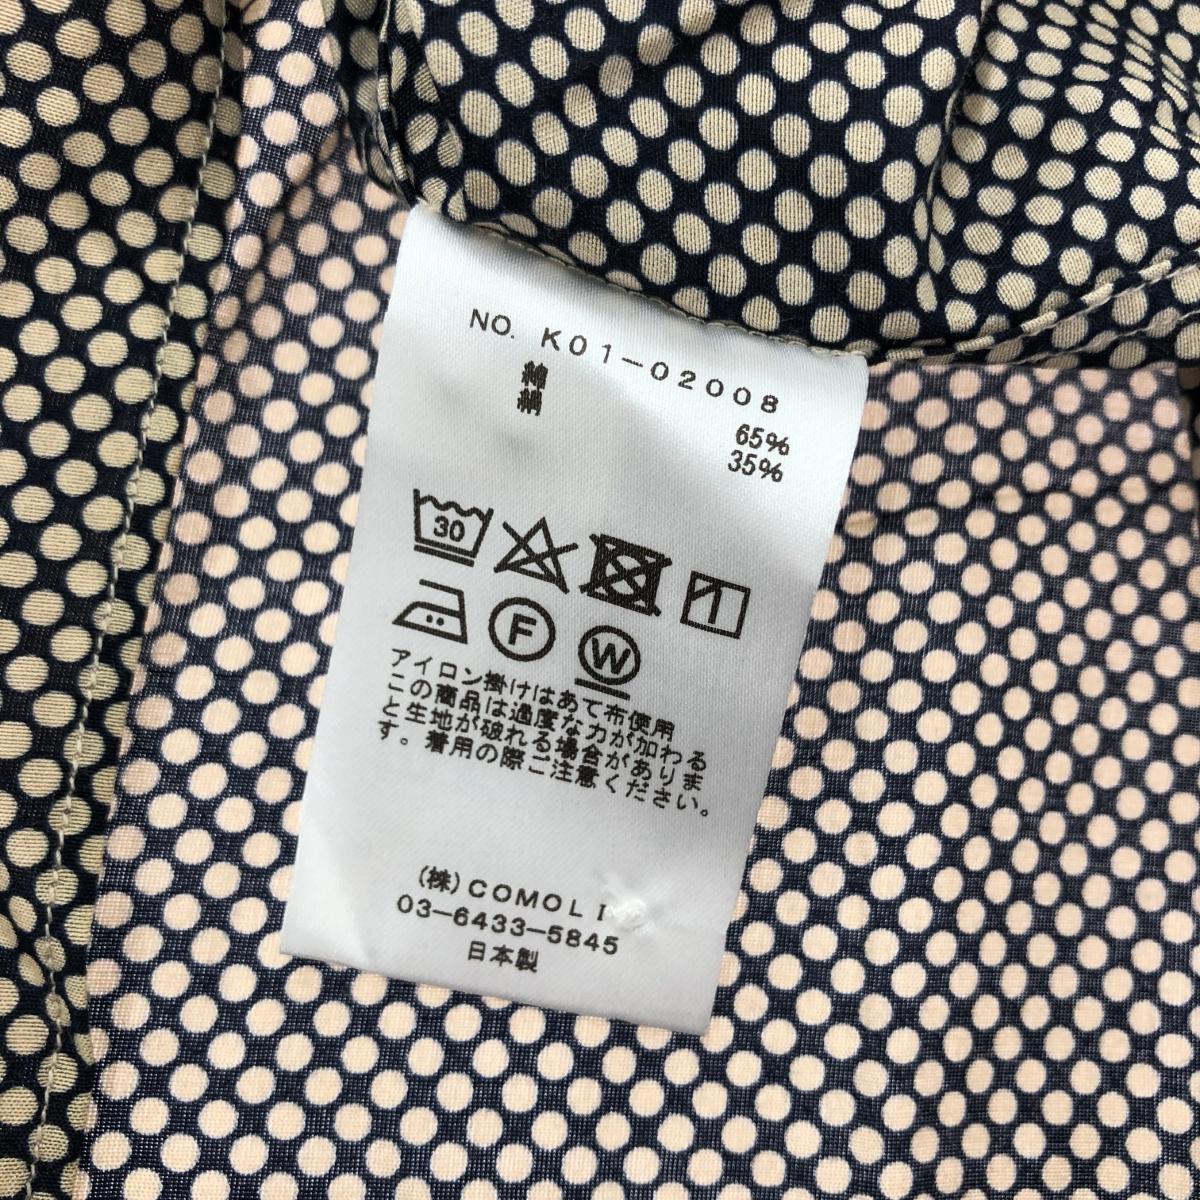 NO. K01-02008
綿 65%
絹 35%
30
F W
アイロン掛けはあて布使用
この商品は過度な力が加わる
と生地が破れる場合がありま
す。着用の際ご注意ください。
(株)COMOLI
03-6433-5845
日本製